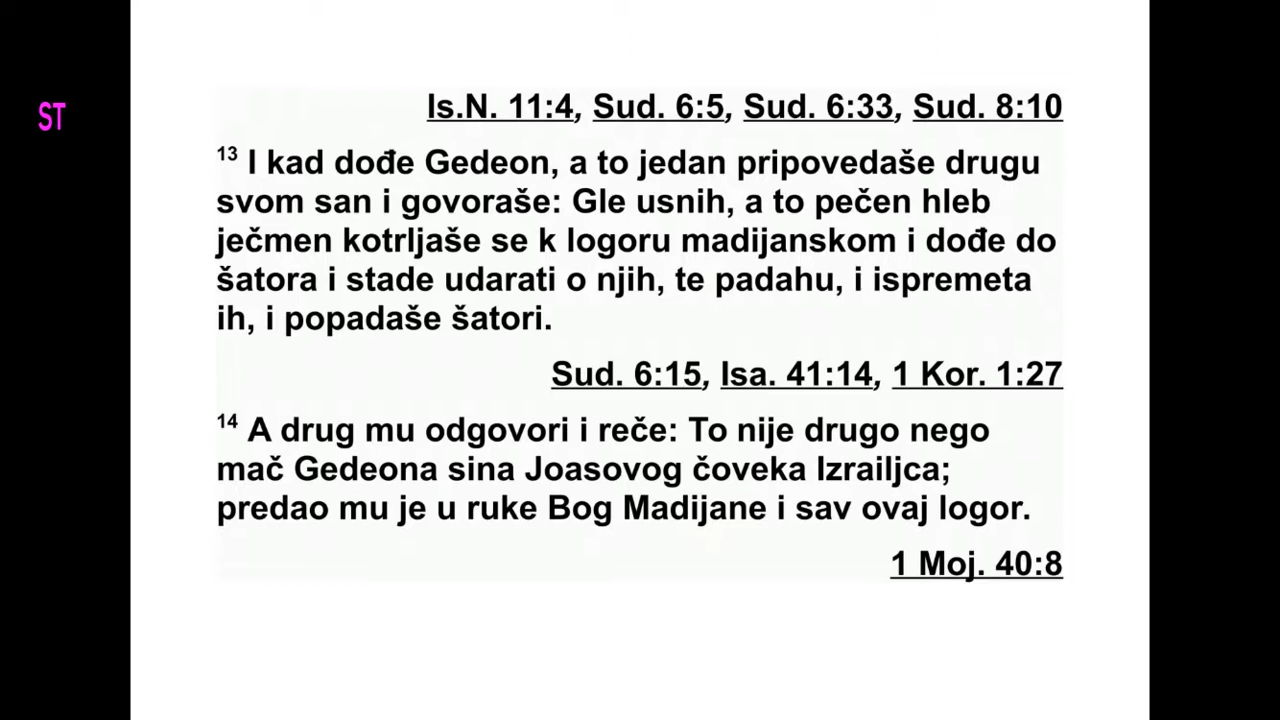 ST
Is.N. 11:4, Sud. 6:5, Sud. 6:33, Sud. 8:10
13 I kad dođe Gedeon, a to jedan pripovedaše drugu
svom san i govoraše: Gle usnih, a to pečen hleb
ječmen kotrljaše se k logoru madijanskom i dođe do
šatora i stade udarati o njih, te padahu, i ispremeta
ih, i popadaše šatori.
Sud. 6:15, Isa. 41:14, 1 Kor. 1:27
14 A drug mu odgovori i reče: To nije drugo nego
mač Gedeona sina Joasovog čoveka Izrailjca;
predao mu je u ruke Bog Madijane i sav ovaj logor.
1 Moj. 40:8